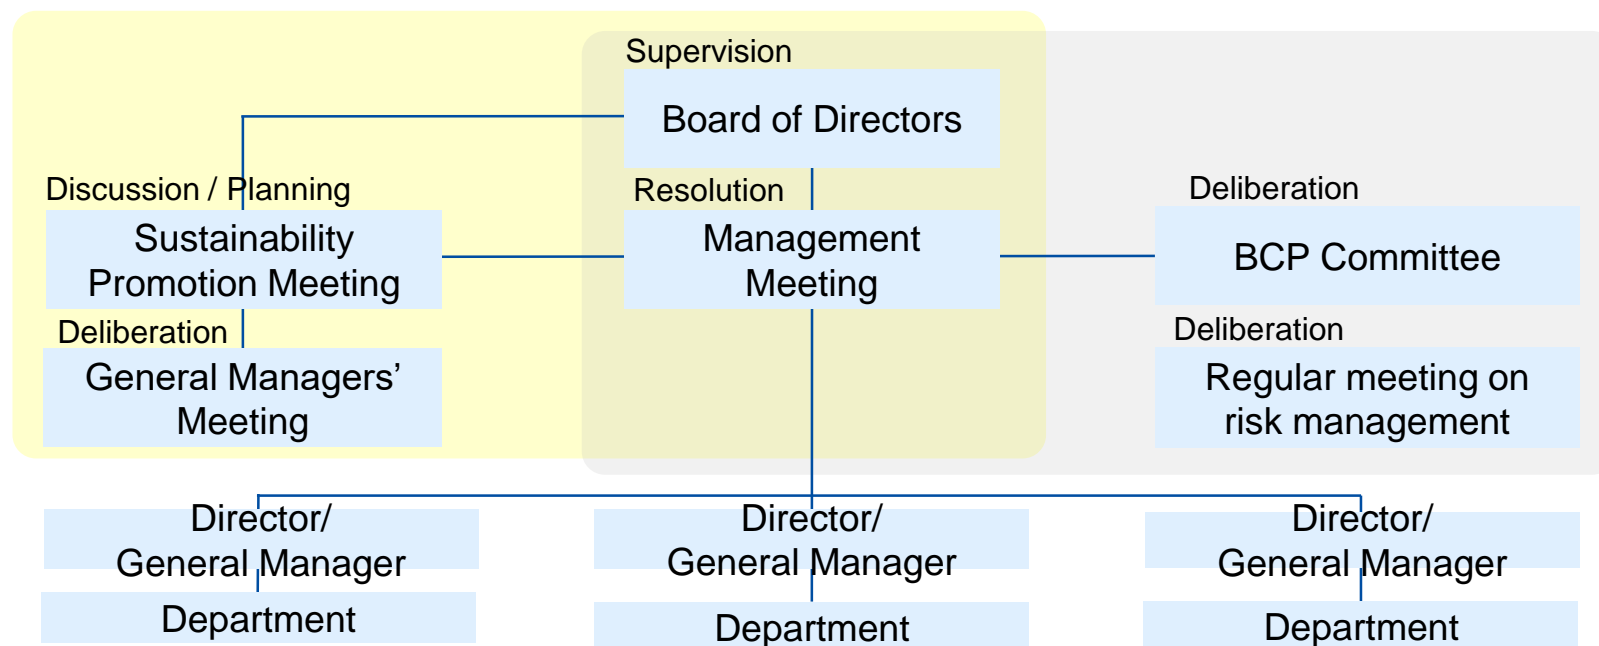 Supervision
Board of Directors
Discussion / Planning
Sustainability
Promotion Meeting
Resolution
Management
Meeting
Deliberation
BCP Committee
Deliberation
General Managers’
Meeting
Deliberation
Regular meeting on
risk management
Director/
General Manager
Department
Director/
General Manager
Department
Director/
General Manager
Department